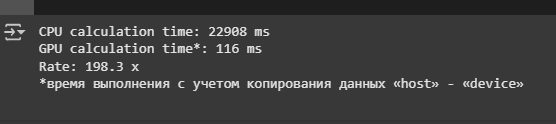 CPU calculation time: 22908 ms
GPU calculation time*: 116 ms
Rate: 198.3 x
*время выполнения с учетом копирования данных «host» - «device»